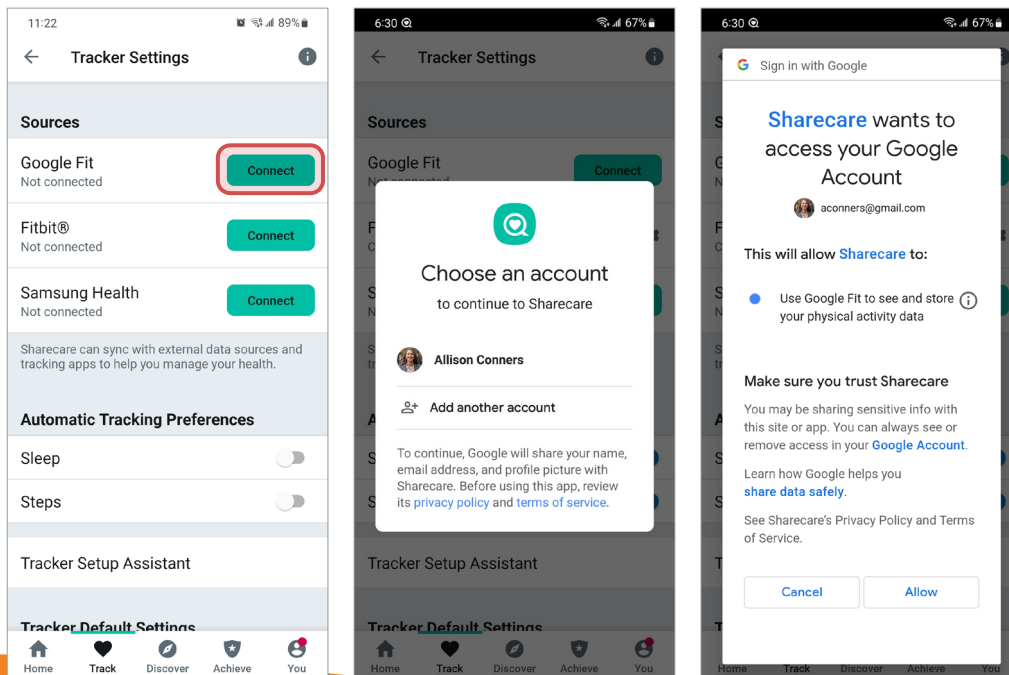 11:22
89%
Tracker Settings
Sources
Google Fit
Not connected
Connect
Fitbit®
Not connected
Connect
Samsung Health
Not connected
Connect
Sharecare can sync with external data sources and
tracking apps to help you manage your health.
Automatic Tracking Preferences
Sleep
Steps
Tracker Setup Assistant
Tracker Default Settings
Home Track Discover Achieve You
6:30
67%
Tracker Settings
Sources
Google Fit
Not connected
Connect
Choose an account
to continue to Sharecare
Allison Conners
Add another account
To continue, Google will share your name,
email address, and profile picture with
Sharecare. Before using this app, review
its privacy policy and terms of service.
Tracker Setup Assistant
Tracker Default Settings
Home Track Discover Achieve You
6:30
67%
Sign in with Google
Sharecare wants to
access your Google
Account
aconners@gmail.com
This will allow Sharecare to:
Use Google Fit to see and store
your physical activity data
Make sure you trust Sharecare
You may be sharing sensitive info with
this site or app. You can always see or
remove access in your Google Account.
Learn how Google helps you
share data safely.
See Sharecare's Privacy Policy and Terms
of Service.
Cancel
Allow
Home Track Discover Achieve You